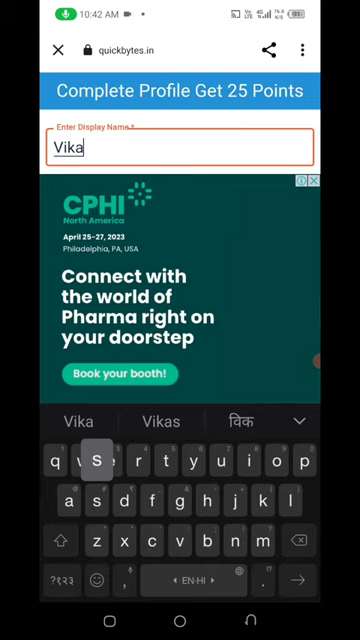 10:42 AM
4G
quickbytes.in
Complete Profile Get 25 Points
Enter Display Name *
Vika
CPHI
North America
April 25-27, 2023
Philadelphia, PA, USA
Connect with
the world of
Pharma right on
your doorstep
Book your booth!
Vika Vikas विक
q w e r t y u i o p
s
a s d f g h j k l
z x c v b n m
?१२३ , EN-HI .